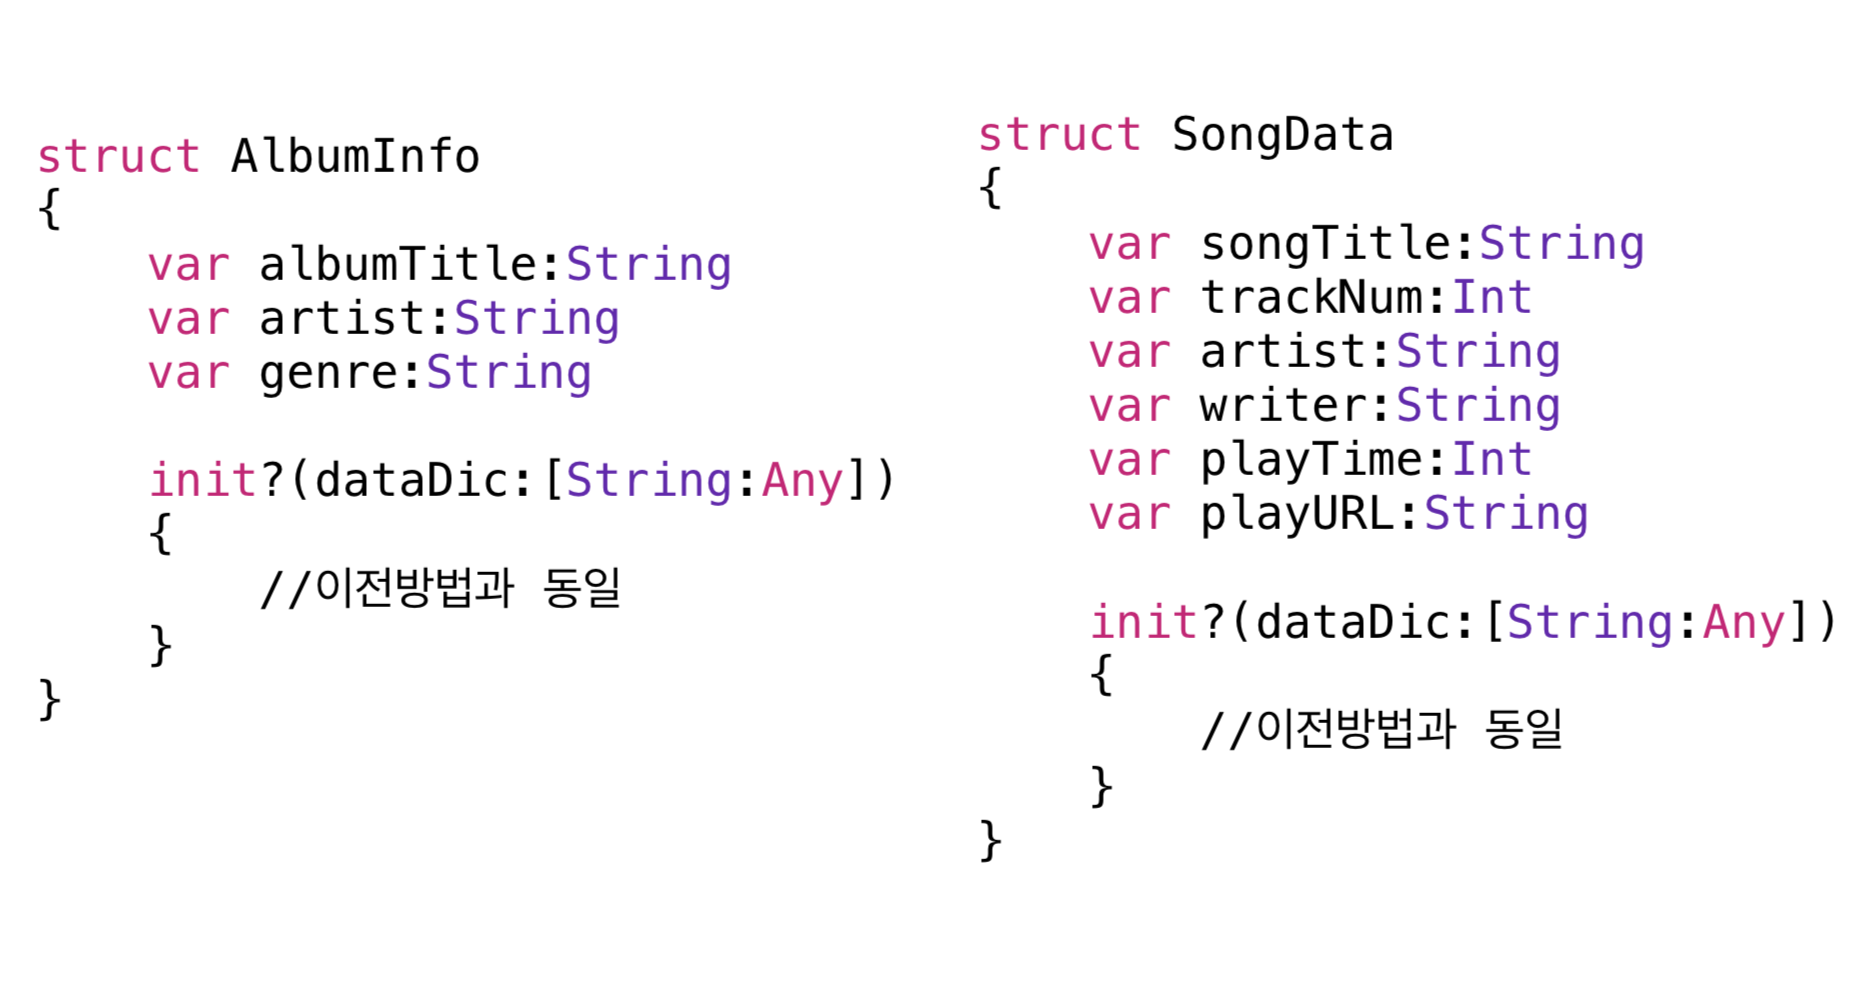 struct AlbumInfo
{
    var albumTitle:String
    var artist:String
    var genre:String

    init?(dataDic:[String:Any])
    {
        //이전방법과 동일
    }
}
struct SongData
{
    var songTitle:String
    var trackNum:Int
    var artist:String
    var writer:String
    var playTime:Int
    var playURL:String

    init?(dataDic:[String:Any])
    {
        //이전방법과 동일
    }
}